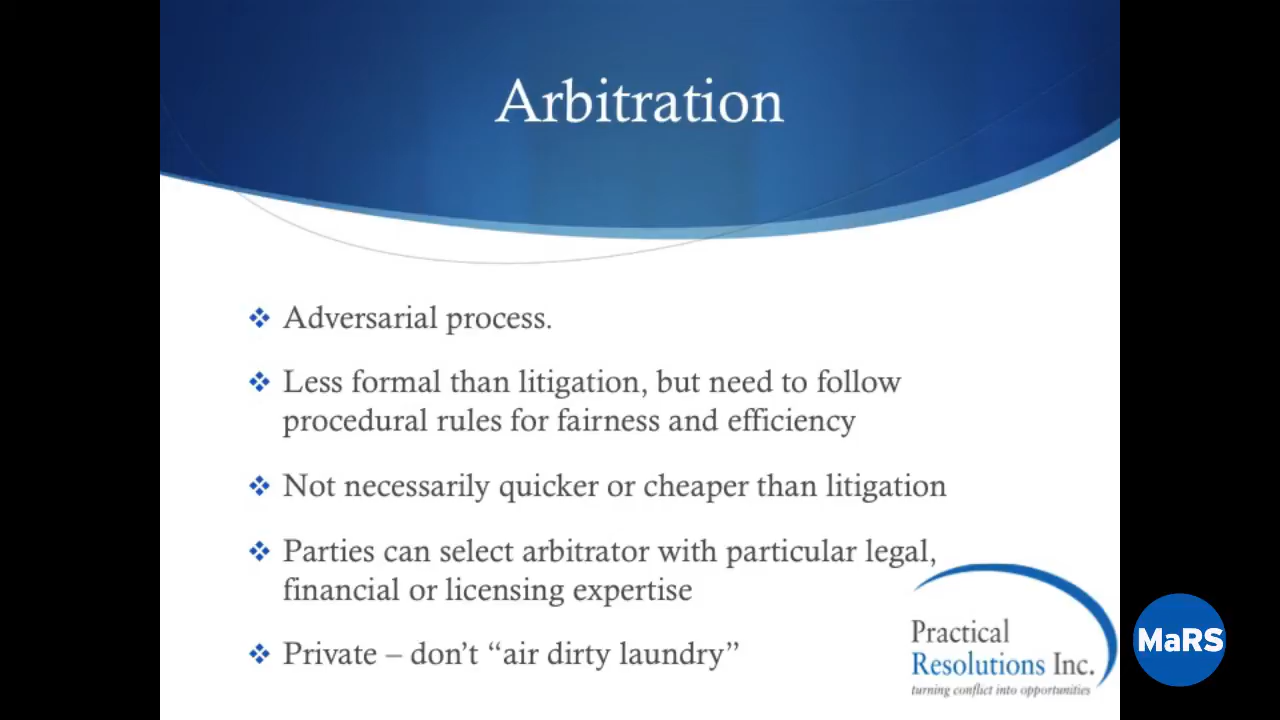 Arbitration
Adversarial process.
Less formal than litigation, but need to follow
procedural rules for fairness and efficiency
Not necessarily quicker or cheaper than litigation
Parties can select arbitrator with particular legal,
financial or licensing expertise
Private – don’t “air dirty laundry”
Practical
Resolutions Inc.
turning conflict into opportunities
MaRS